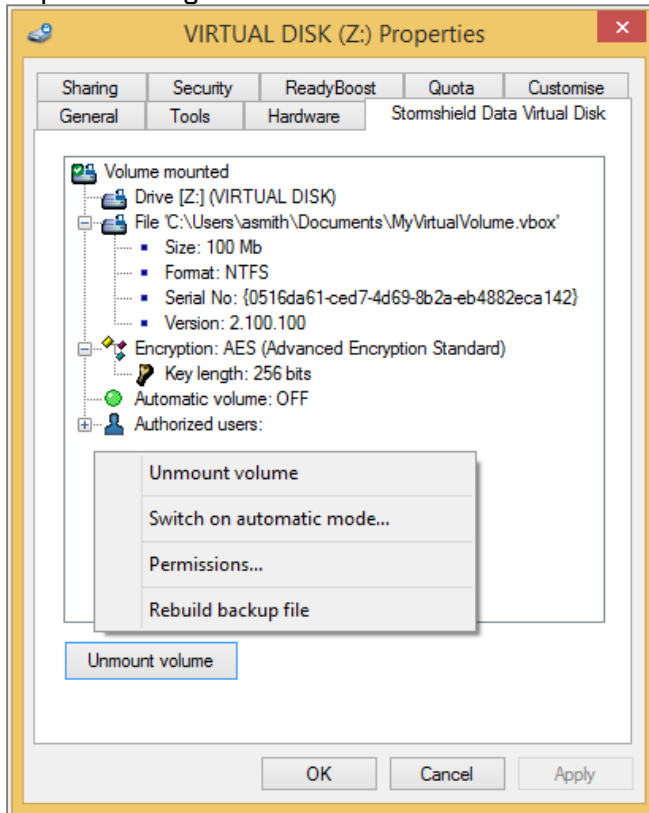 VIRTUAL DISK (Z:) Properties
Sharing Security ReadyBoost Quota Customise
General Tools Hardware Stormshield Data Virtual Disk
Volume mounted
Drive [Z:] (VIRTUAL DISK)
File 'C:\Users\asmith\Documents\MyVirtualVolume.vbox'
Size: 100 Mb
Format: NTFS
Serial No: {0516da61-ced7-4d69-8b2a-eb4882eca142}
Version: 2.100.100
Encryption: AES (Advanced Encryption Standard)
Key length: 256 bits
Automatic volume: OFF
Authorized users:
Unmount volume
Switch on automatic mode...
Permissions...
Rebuild backup file
Unmount volume
OK Cancel Apply